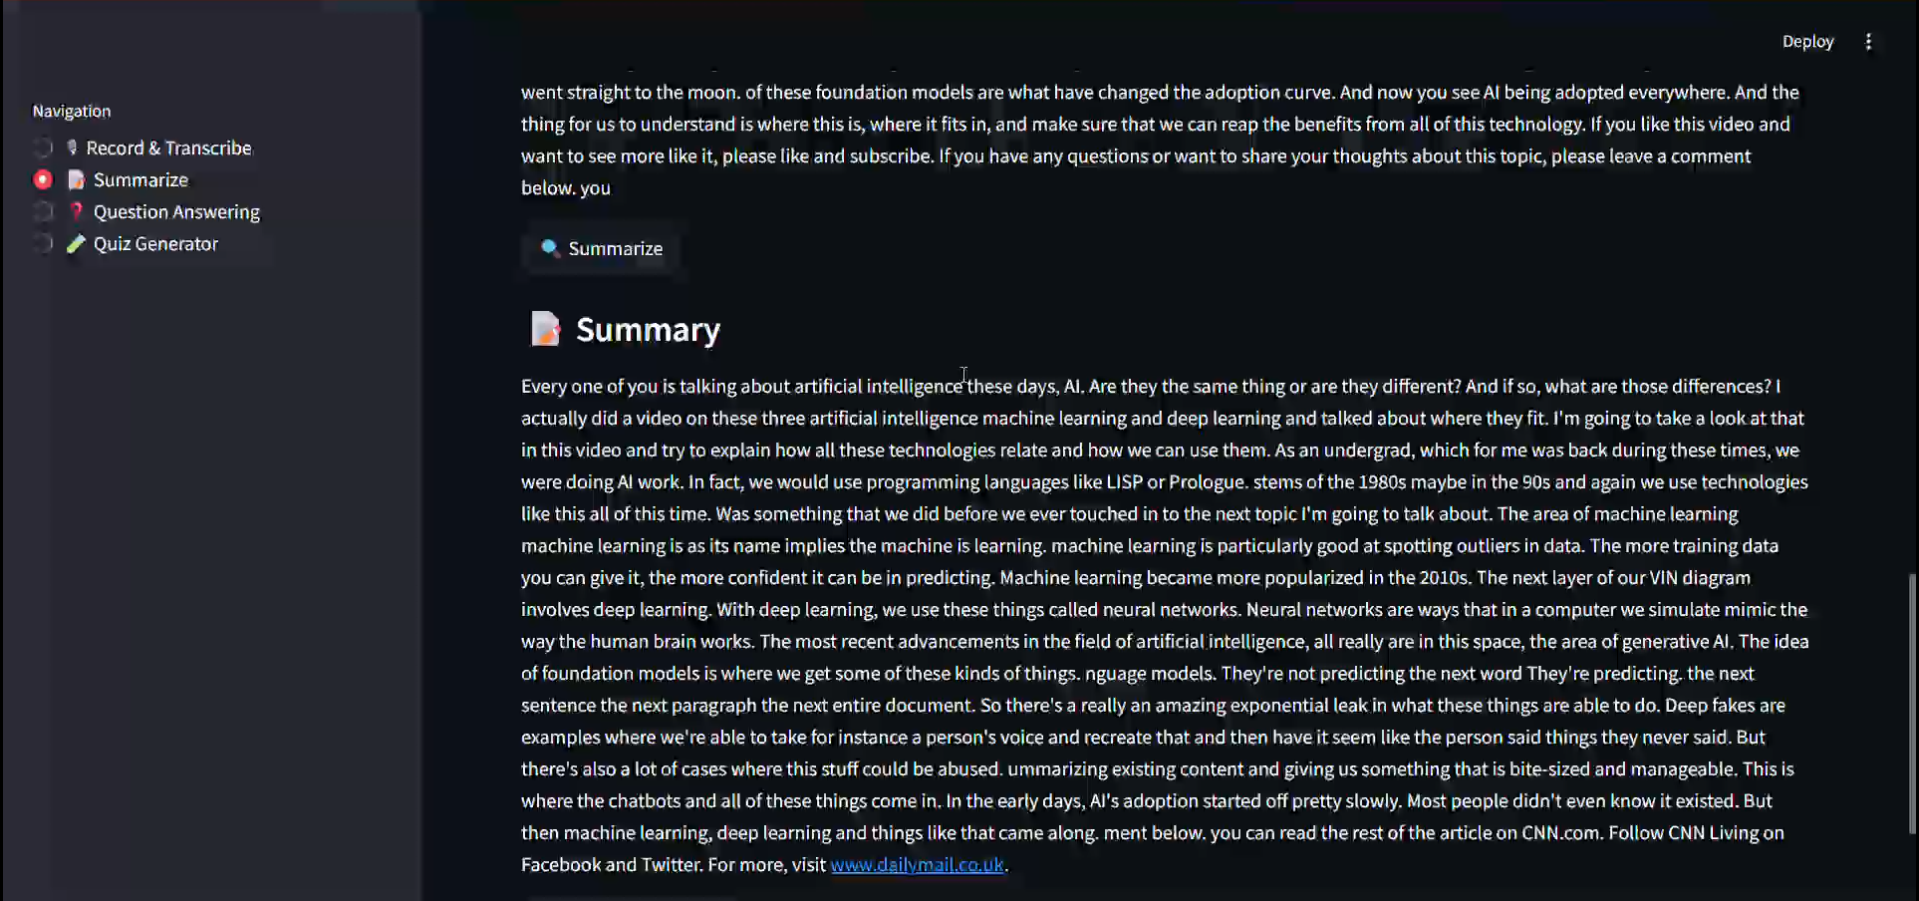 Deploy
Navigation
Record & Transcribe
Summarize
Question Answering
Quiz Generator
went straight to the moon. of these foundation models are what have changed the adoption curve. And now you see AI being adopted everywhere. And the
thing for us to understand is where this is, where it fits in, and make sure that we can reap the benefits from all of this technology. If you like this video and
want to see more like it, please like and subscribe. If you have any questions or want to share your thoughts about this topic, please leave a comment
below. you
Summarize
Summary
Every one of you is talking about artificial intelligence these days, AI. Are they the same thing or are they different? And if so, what are those differences? I
actually did a video on these three artificial intelligence machine learning and deep learning and talked about where they fit. I'm going to take a look at that
in this video and try to explain how all these technologies relate and how we can use them. As an undergrad, which for me was back during these times, we
were doing AI work. In fact, we would use programming languages like LISP or Prologue. stems of the 1980s maybe in the 90s and again we use technologies
like this all of this time. Was something that we did before we ever touched in to the next topic I'm going to talk about. The area of machine learning
machine learning is as its name implies the machine is learning. machine learning is particularly good at spotting outliers in data. The more training data
you can give it, the more confident it can be in predicting. Machine learning became more popularized in the 2010s. The next layer of our VIN diagram
involves deep learning. With deep learning, we use these things called neural networks. Neural networks are ways that in a computer we simulate mimic the
way the human brain works. The most recent advancements in the field of artificial intelligence, all really are in this space, the area of generative AI. The idea
of foundation models is where we get some of these kinds of things. nguage models. They're not predicting the next word They're predicting. the next
sentence the next paragraph the next entire document. So there's a really an amazing exponential leak in what these things are able to do. Deep fakes are
examples where we're able to take for instance a person's voice and recreate that and then have it seem like the person said things they never said. But
there's also a lot of cases where this stuff could be abused. ummarizing existing content and giving us something that is bite-sized and manageable. This is
where the chatbots and all of these things come in. In the early days, AI's adoption started off pretty slowly. Most people didn't even know it existed. But
then machine learning, deep learning and things like that came along. ment below. you can read the rest of the article on CNN.com. Follow CNN Living on
Facebook and Twitter. For more, visit www.dailymail.co.uk.